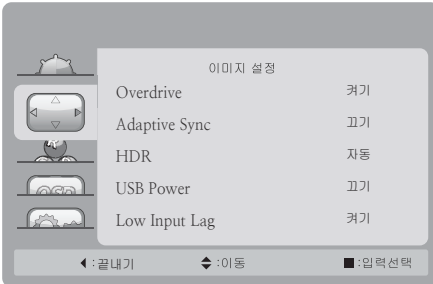 이미지 설정
Overdrive 켜기
Adaptive Sync 끄기
HDR 자동
USB Power 끄기
Low Input Lag 켜기
OSD
:끝내기 :이동 :입력선택